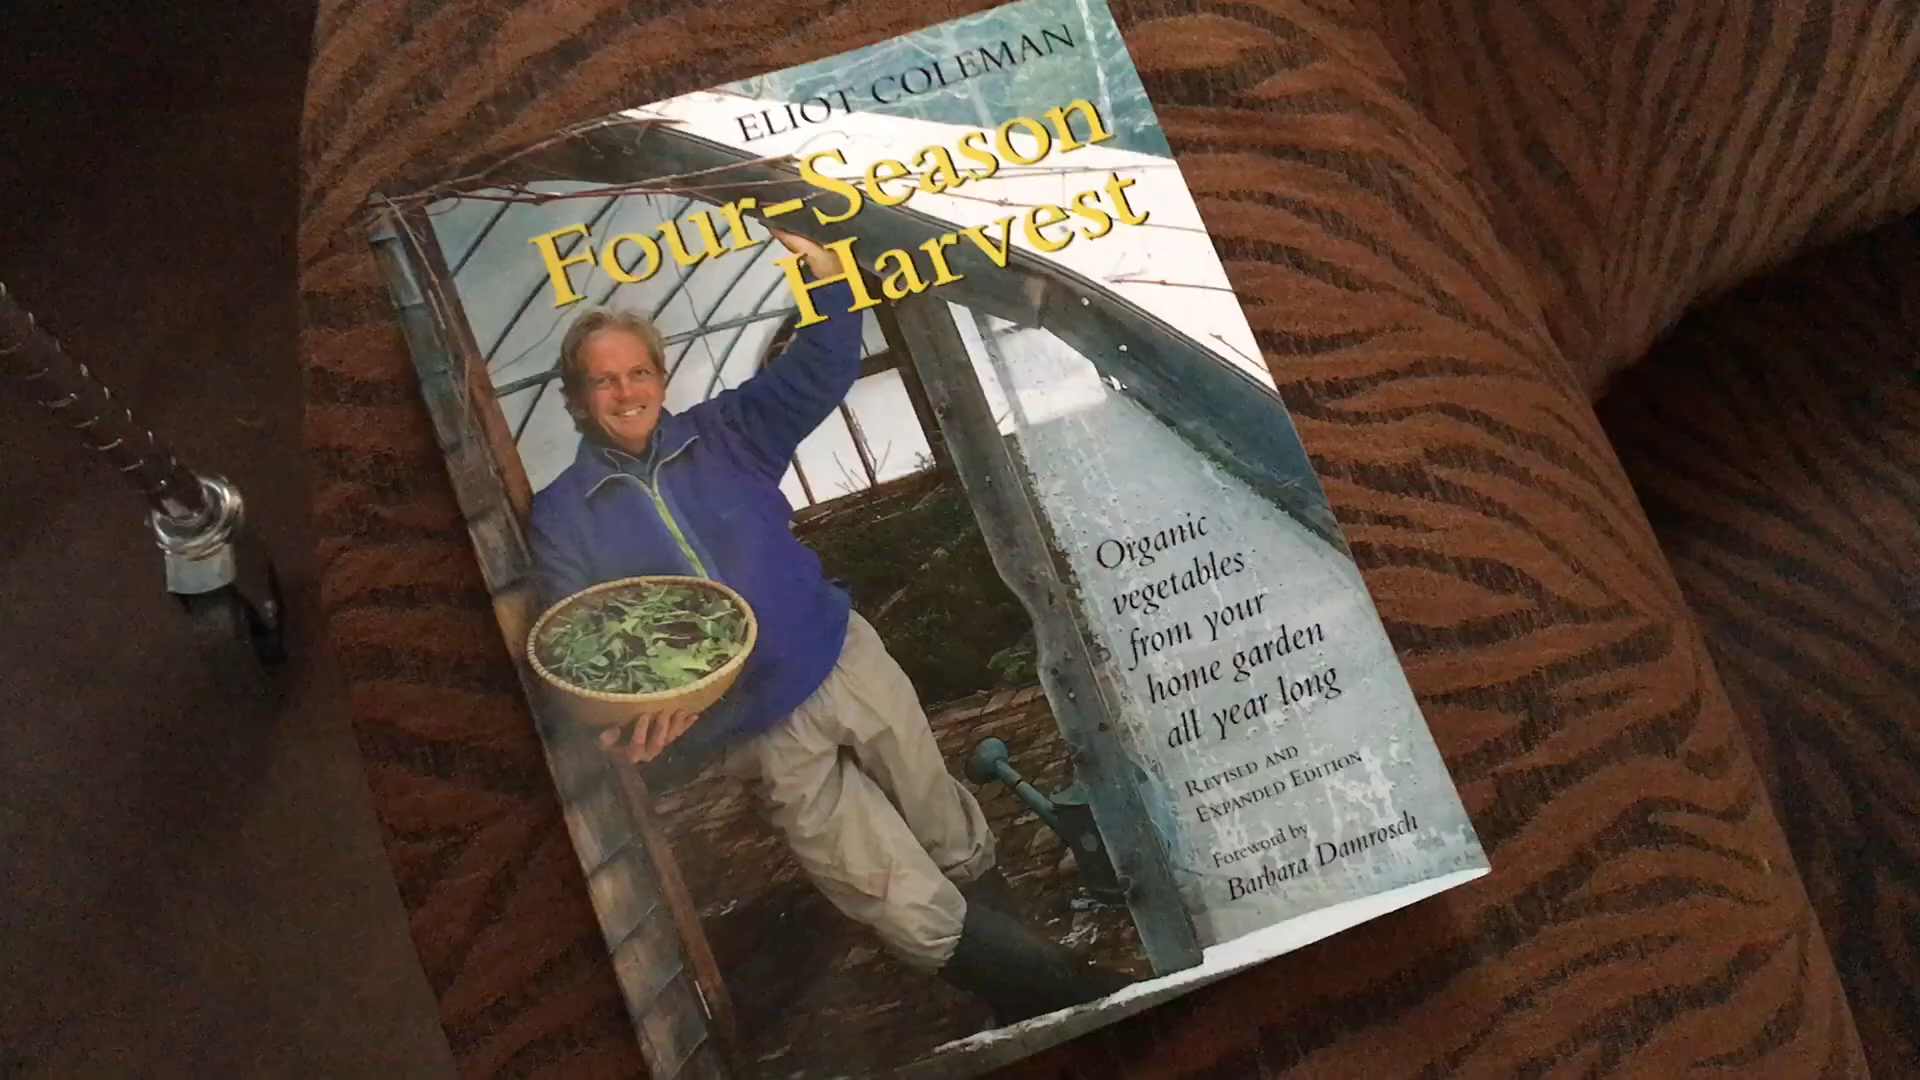 ELIOT COLEMAN
Four-Season
Harvest
Organic
vegetables
from your
home garden
all year long
REVISED AND
EXPANDED EDITION
Foreword by
Barbara Damrosch